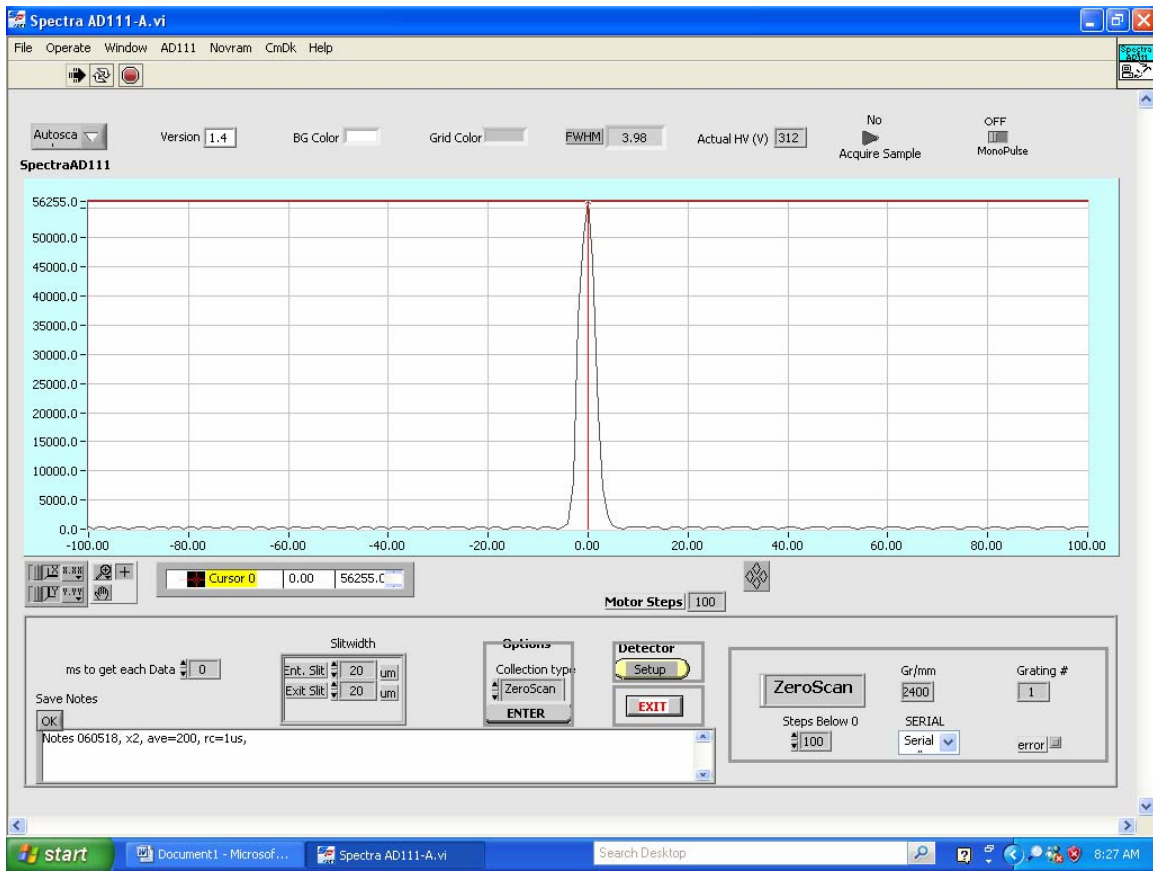 Spectra AD111-A.vi
File Operate Window AD111 Novram CmDk Help
Spectra
AD111
Autosca
Version 1.4
BG Color
Grid Color
FWHM 3.98
Actual HV (V) 312
No
Acquire Sample
OFF
MonoPulse
SpectraAD111
56255.0
50000.0
45000.0
40000.0
35000.0
30000.0
25000.0
20000.0
15000.0
10000.0
5000.0
0.0
-100.00 -80.00 -60.00 -40.00 -20.00 0.00 20.00 40.00 60.00 80.00 100.00
X X.XX
Y Y.YY
Cursor 0 0.00 56255.0
Motor Steps 100
ms to get each Data 0
Slitwidth
Ent. Slit 20 um
Exit Slit 20 um
Options
Collection type
ZeroScan
ENTER
Detector
Setup
EXIT
ZeroScan
Gr/mm
2400
Grating #
1
Steps Below 0
100
SERIAL
Serial
error
Save Notes
OK
Notes 060518, x2, ave=200, rc=1us,
start Document1 - Microsof... Spectra AD111-A.vi Search Desktop 8:27 AM